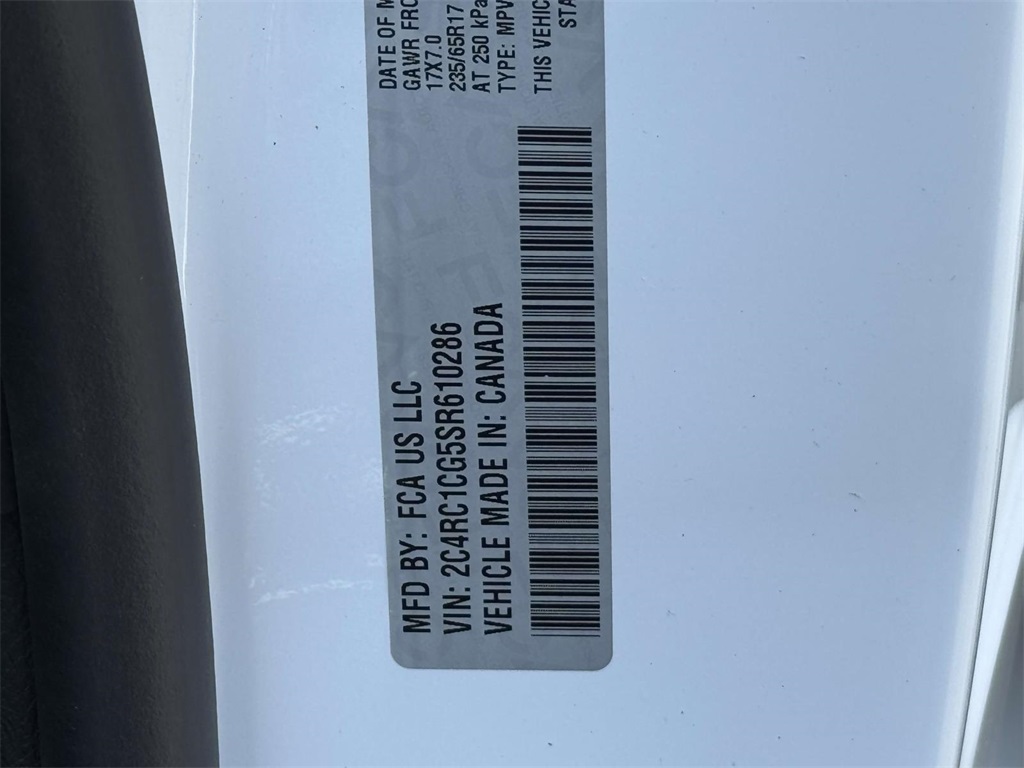 MFD BY: FCA US LLC
VIN: 2C4RC1CG5SR610286
VEHICLE MADE IN: CANADA
DATE OF M
GAWR FRO
17X7.0
235/65R17
AT 250 kPa
TYPE: MPV
THIS VEHIC
STA